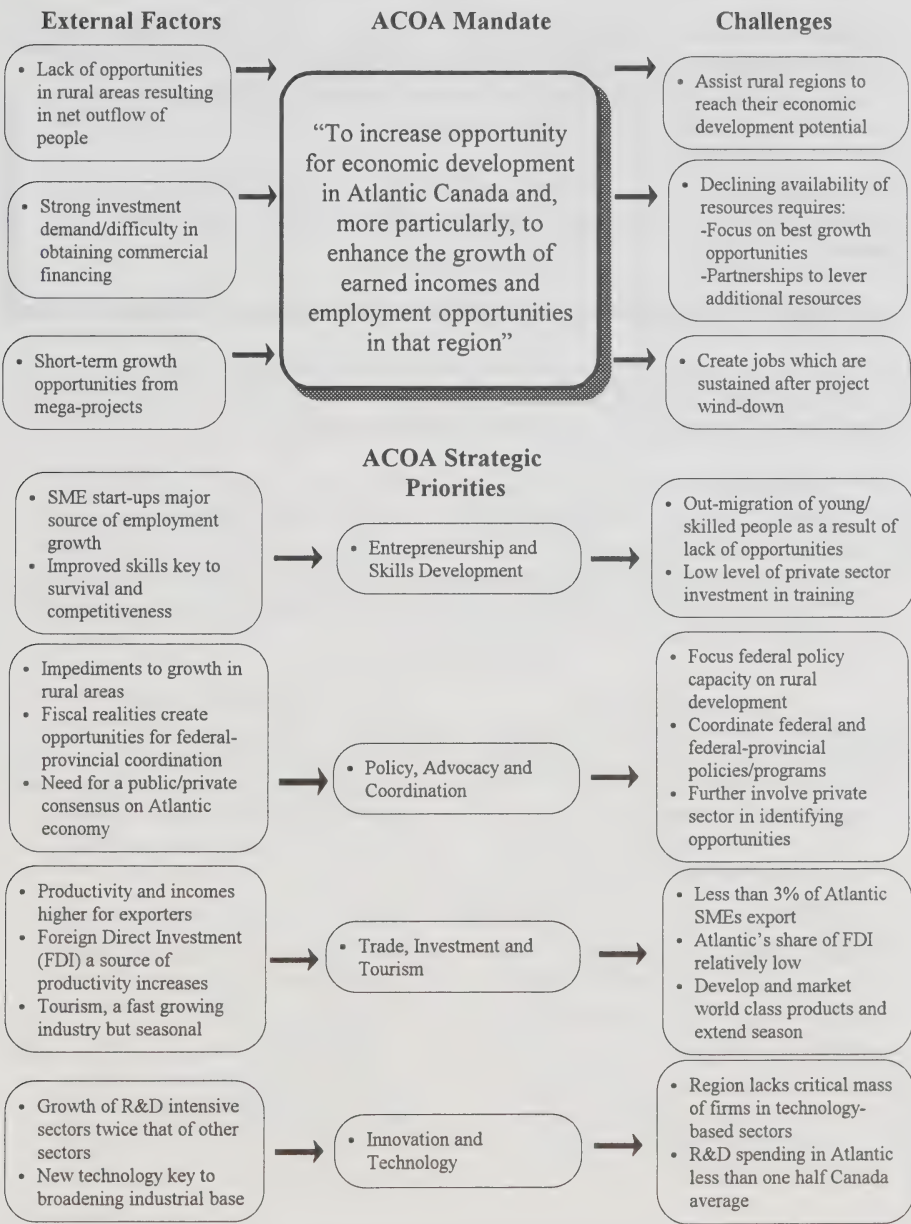 External Factors
ACOA Mandate
Challenges
• Lack of opportunities
in rural areas resulting
in net outflow of
people
• Strong investment
demand/difficulty in
obtaining commercial
financing
• Short-term growth
opportunities from
mega-projects
“To increase opportunity
for economic development
in Atlantic Canada and,
more particularly, to
enhance the growth of
earned incomes and
employment opportunities
in that region”
• Assist rural regions to
reach their economic
development potential
• Declining availability of
resources requires:
-Focus on best growth
opportunities
-Partnerships to lever
additional resources
• Create jobs which are
sustained after project
wind-down
ACOA Strategic
Priorities
• SME start-ups major
source of employment
growth
• Improved skills key to
survival and
competitiveness
• Entrepreneurship and
Skills Development
• Out-migration of young/
skilled people as a result of
lack of opportunities
• Low level of private sector
investment in training
• Impediments to growth in
rural areas
• Fiscal realities create
opportunities for federal-
provincial coordination
• Need for a public/private
consensus on Atlantic
economy
• Policy, Advocacy and
Coordination
• Focus federal policy
capacity on rural
development
• Coordinate federal and
federal-provincial
policies/programs
• Further involve private
sector in identifying
opportunities
• Productivity and incomes
higher for exporters
• Foreign Direct Investment
(FDI) a source of
productivity increases
• Tourism, a fast growing
industry but seasonal
• Trade, Investment and
Tourism
• Less than 3% of Atlantic
SMEs export
• Atlantic’s share of FDI
relatively low
• Develop and market
world class products and
extend season
• Growth of R&D intensive
sectors twice that of other
sectors
• New technology key to
broadening industrial base
• Innovation and
Technology
• Region lacks critical mass
of firms in technology-
based sectors
• R&D spending in Atlantic
less than one half Canada
average